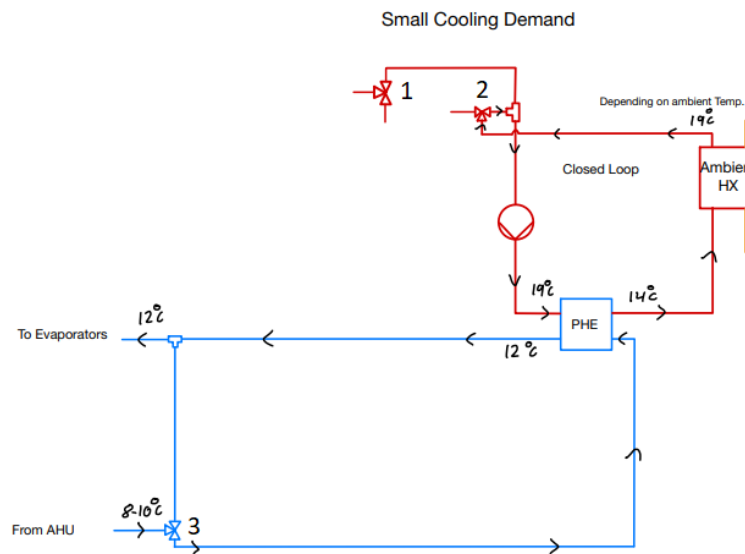 Small Cooling Demand
1
2
Depending on ambient Temp.
19°C
Closed Loop
Ambien
HX
19°C
14°C
PHE
12°C
To Evaporators
12°C
8-10°C
3
From AHU